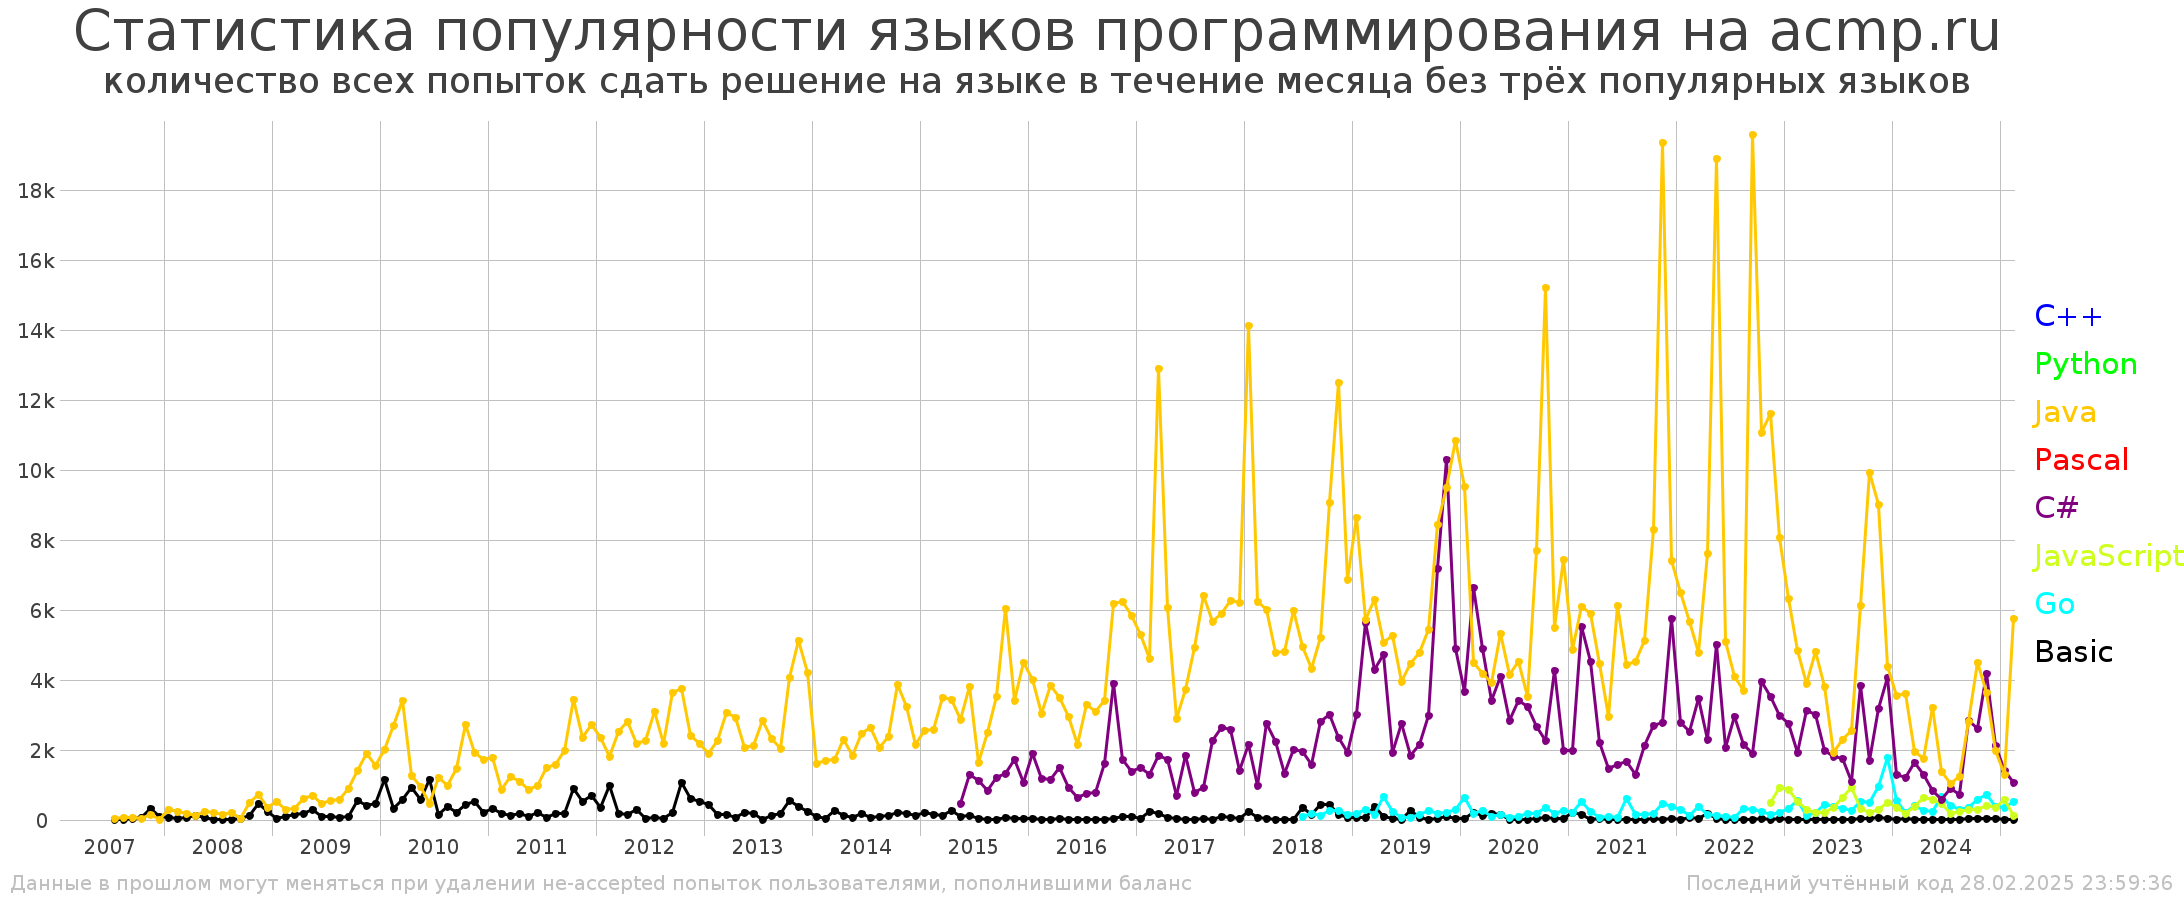 Статистика популярности языков программирования на acmp.ru
количество всех попыток сдать решение на языке в течение месяца без трёх популярных языков
18k
16k
14k
12k
10k
8k
6k
4k
2k
0
C++
Python
Java
Pascal
C#
JavaScript
Go
Basic
2007 2008 2009 2010 2011 2012 2013 2014 2015 2016 2017 2018 2019 2020 2021 2022 2023 2024
Данные в прошлом могут меняться при удалении не-accepted попыток пользователями, пополнившими баланс
Последний учтённый код 28.02.2025 23:59:36